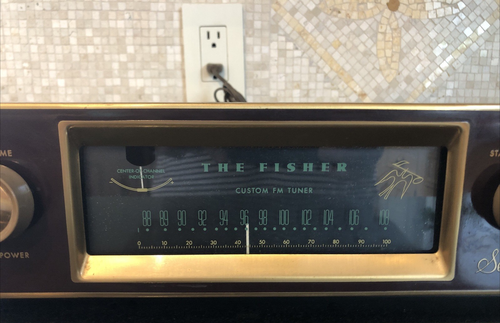 THE FISHER
CENTER OF CHANNEL
INDICATOR
CUSTOM FM TUNER
88 89 90 92 94 96 98 100 102 104 106 108
0 10 20 30 40 50 60 70 80 90 100
POWER